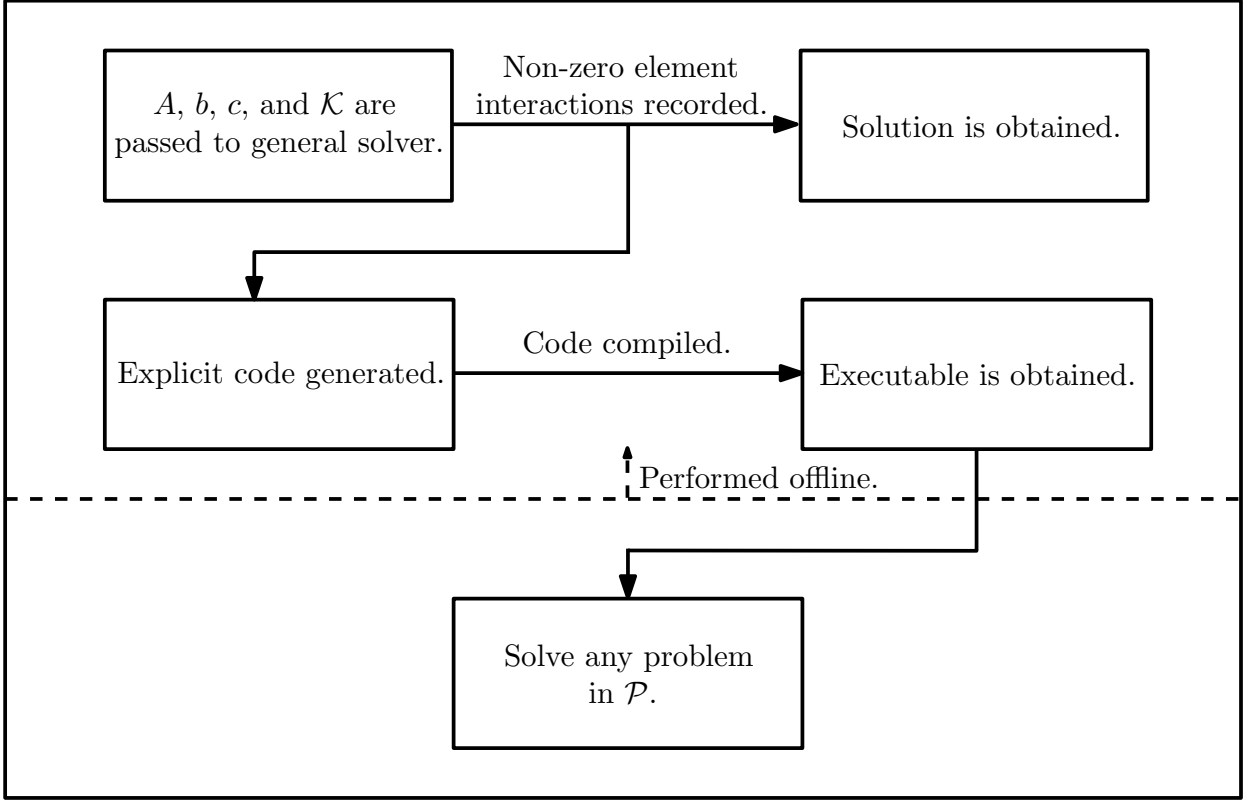 A, b, c, and 𝒦 are
passed to general solver.
Non-zero element
interactions recorded.
Solution is obtained.
Explicit code generated.
Code compiled.
Executable is obtained.
Performed offline.
Solve any problem
in 𝒫.